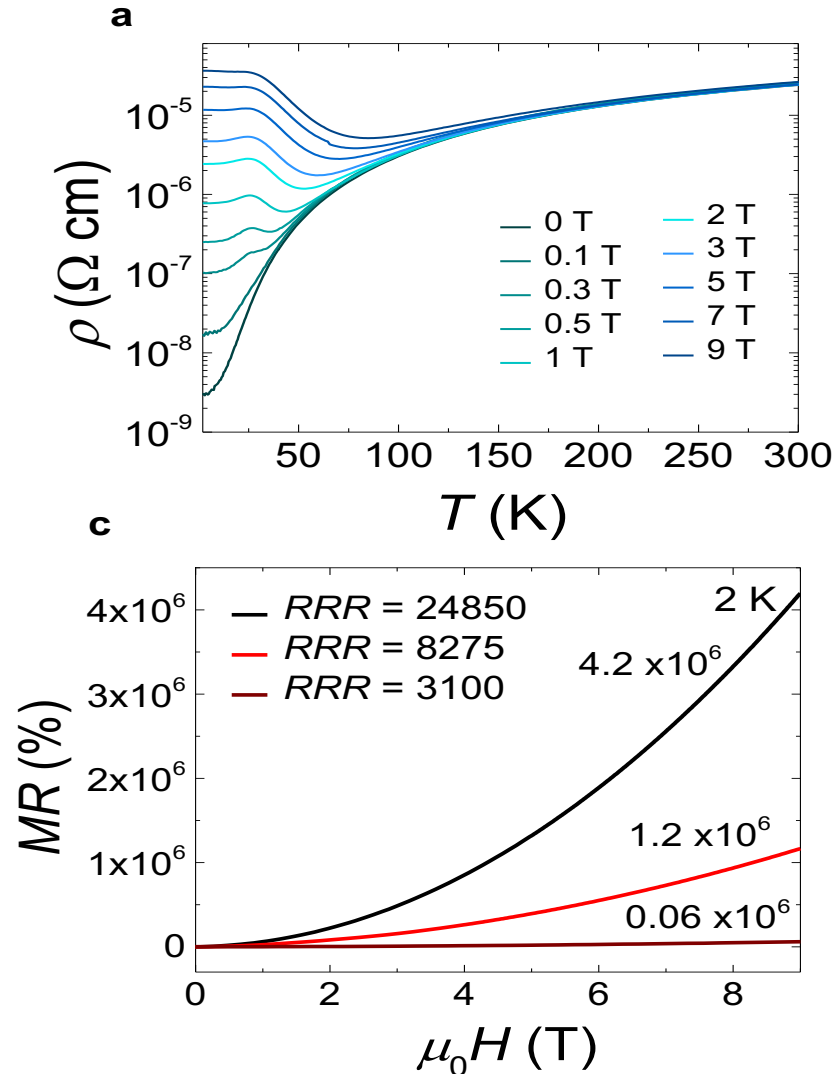 a
10⁻⁵
10⁻⁶
10⁻⁷
10⁻⁸
10⁻⁹
ρ (Ω cm)
0 T
0.1 T
0.3 T
0.5 T
1 T
2 T
3 T
5 T
7 T
9 T
50 100 150 200 250 300
T (K)
c
4x10⁶
3x10⁶
2x10⁶
1x10⁶
0
MR (%)
RRR = 24850
RRR = 8275
RRR = 3100
2 K
4.2 x10⁶
1.2 x10⁶
0.06 x10⁶
0 2 4 6 8
μ₀H (T)